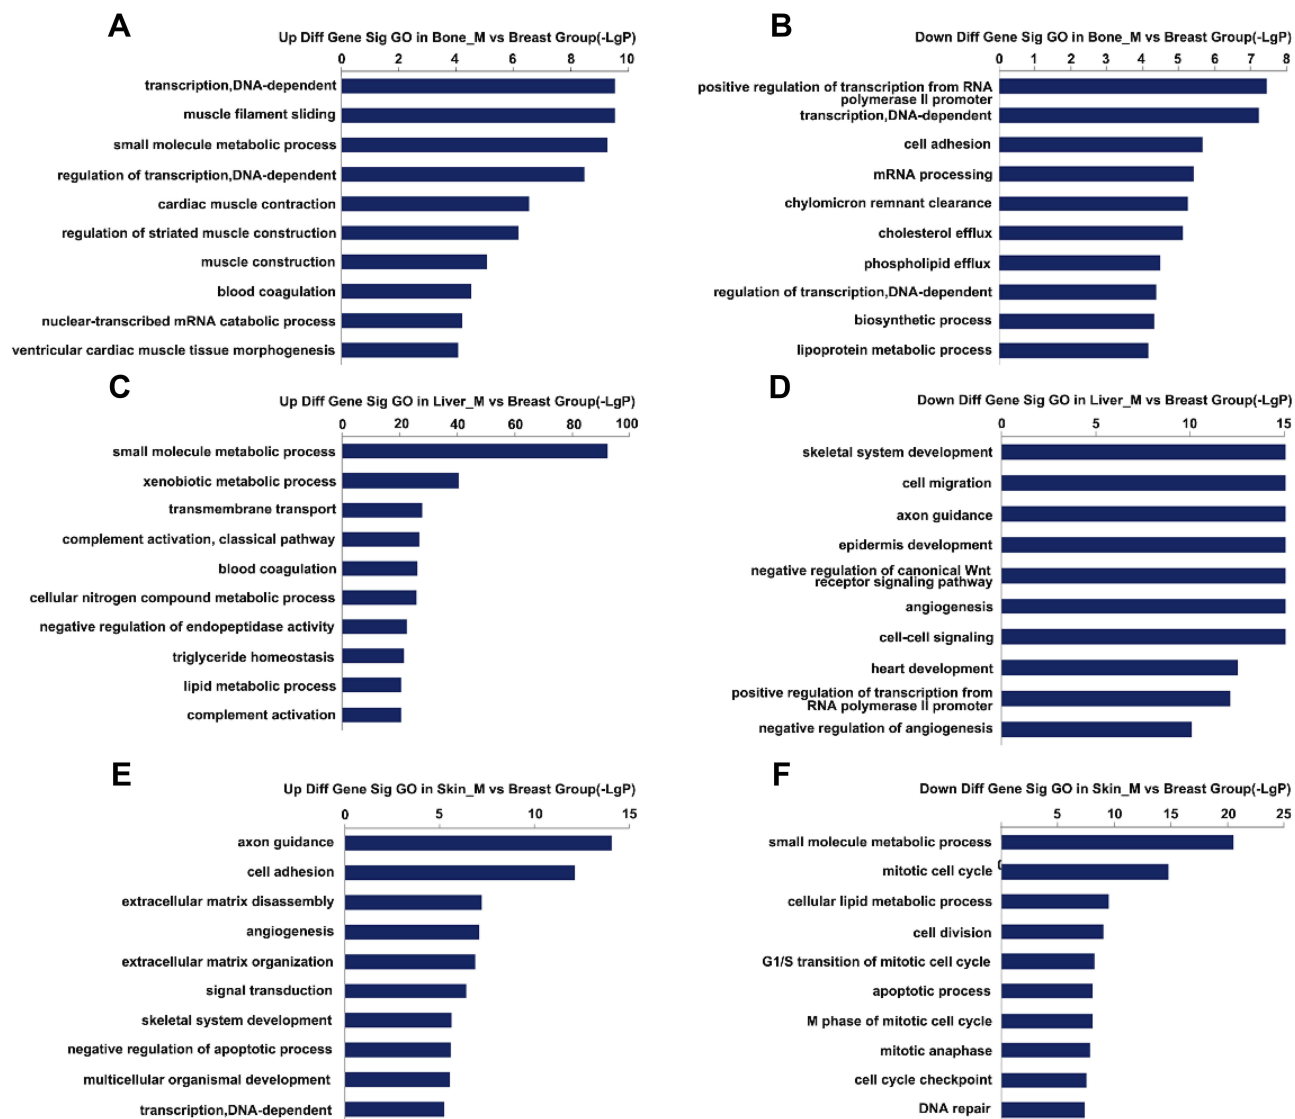 A
Up Diff Gene Sig GO in Bone_M vs Breast Group(-LgP)
0 2 4 6 8 10
transcription,DNA-dependent
muscle filament sliding
small molecule metabolic process
regulation of transcription,DNA-dependent
cardiac muscle contraction
regulation of striated muscle construction
muscle construction
blood coagulation
nuclear-transcribed mRNA catabolic process
ventricular cardiac muscle tissue morphogenesis
B
Down Diff Gene Sig GO in Bone_M vs Breast Group(-LgP)
0 1 2 3 4 5 6 7 8
positive regulation of transcription from RNA
polymerase II promoter
transcription,DNA-dependent
cell adhesion
mRNA processing
chylomicron remnant clearance
cholesterol efflux
phospholipid efflux
regulation of transcription,DNA-dependent
biosynthetic process
lipoprotein metabolic process
C
Up Diff Gene Sig GO in Liver_M vs Breast Group(-LgP)
0 20 40 60 80 100
small molecule metabolic process
xenobiotic metabolic process
transmembrane transport
complement activation, classical pathway
blood coagulation
cellular nitrogen compound metabolic process
negative regulation of endopeptidase activity
triglyceride homeostasis
lipid metabolic process
complement activation
D
Down Diff Gene Sig GO in Liver_M vs Breast Group(-LgP)
0 5 10 15
skeletal system development
cell migration
axon guidance
epidermis development
negative regulation of canonical Wnt
receptor signaling pathway
angiogenesis
cell-cell signaling
heart development
positive regulation of transcription from
RNA polymerase II promoter
negative regulation of angiogenesis
E
Up Diff Gene Sig GO in Skin_M vs Breast Group(-LgP)
0 5 10 15
axon guidance
cell adhesion
extracellular matrix disassembly
angiogenesis
extracellular matrix organization
signal transduction
skeletal system development
negative regulation of apoptotic process
multicellular organismal development
transcription,DNA-dependent
F
Down Diff Gene Sig GO in Skin_M vs Breast Group(-LgP)
5 10 15 20 25
small molecule metabolic process
mitotic cell cycle
cellular lipid metabolic process
cell division
G1/S transition of mitotic cell cycle
apoptotic process
M phase of mitotic cell cycle
mitotic anaphase
cell cycle checkpoint
DNA repair